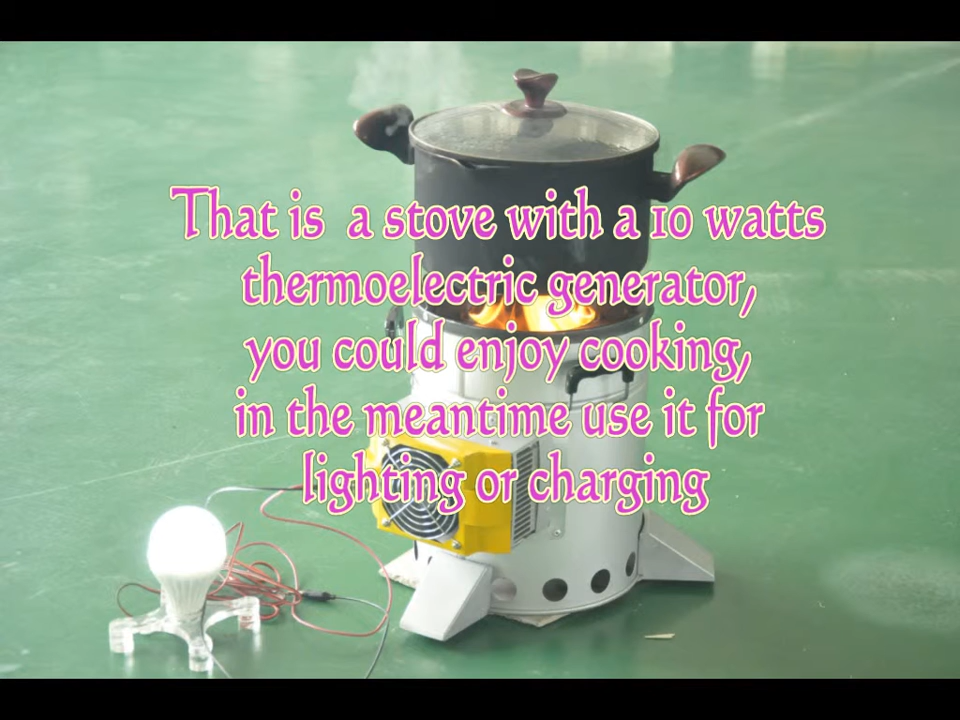 That is a stove with a 10 watts
thermoelectric generator,
you could enjoy cooking,
in the meantime use it for
lighting or charging